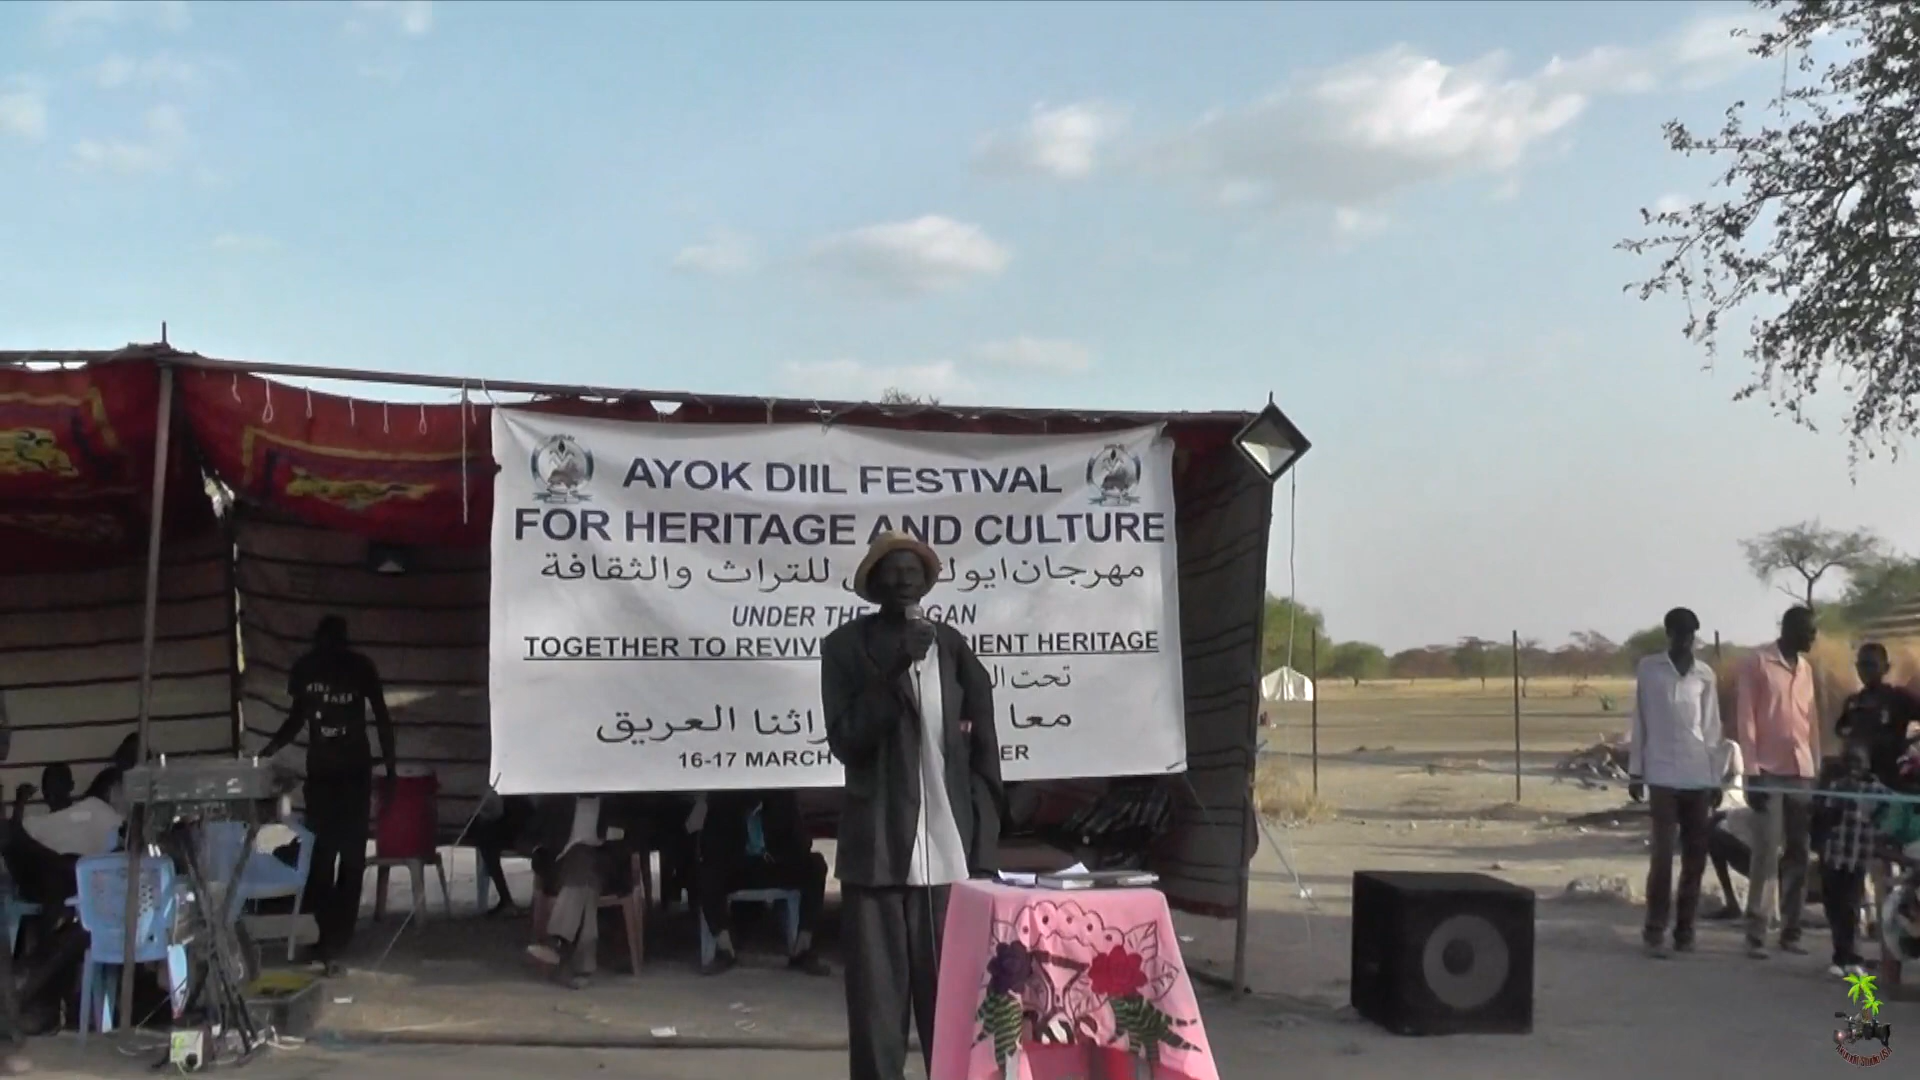 AYOK DIIL FESTIVAL
FOR HERITAGE AND CULTURE
مهرجان ايوك للتراث والثقافة
UNDER THE
TOGETHER TO REVIVE HERITAGE
تحت
معا العريق
16-17 MARCH